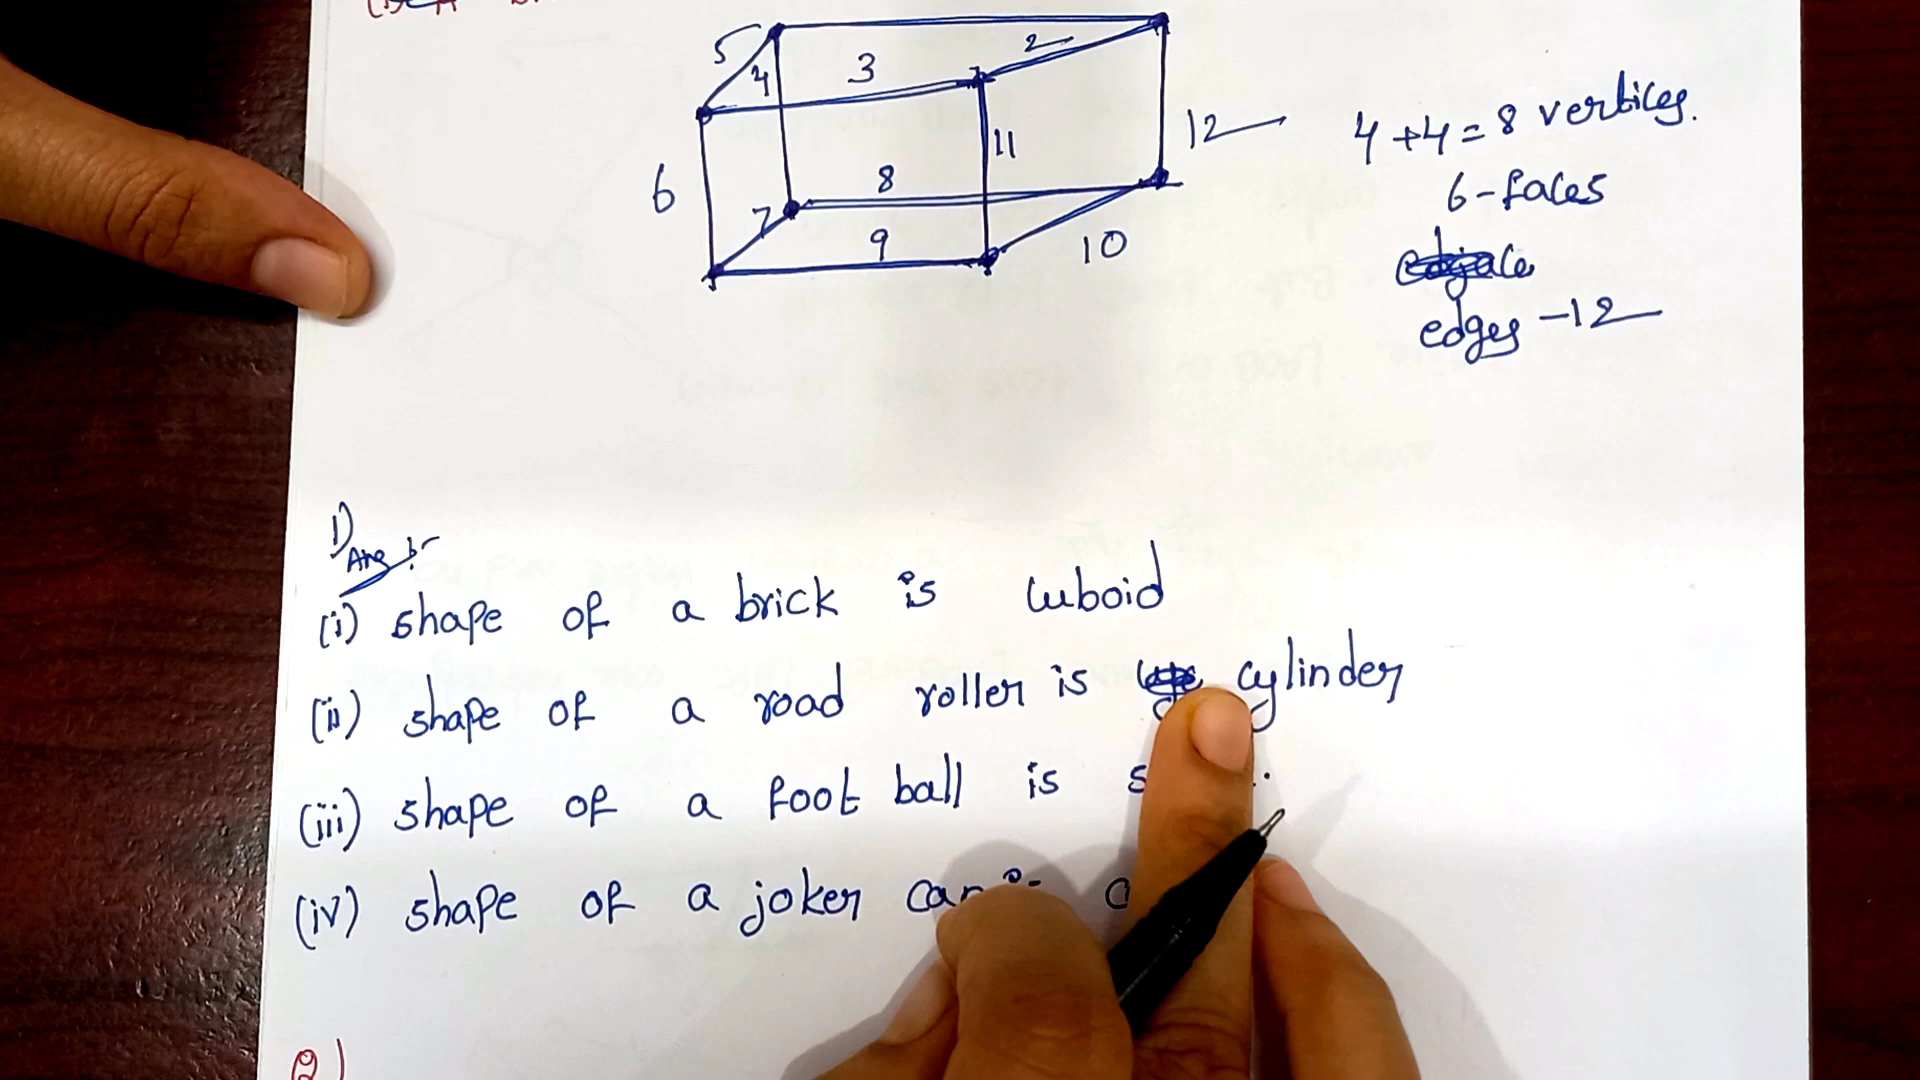 5
4
3
2
12
4+4=8 vertices.
11
6
8
6-faces
7
9
10
edges -12
1)
Ans :-
(i) shape of a brick is cuboid
(ii) shape of a road roller is cylinder
(iii) shape of a foot ball is s
(iv) shape of a joker
2)